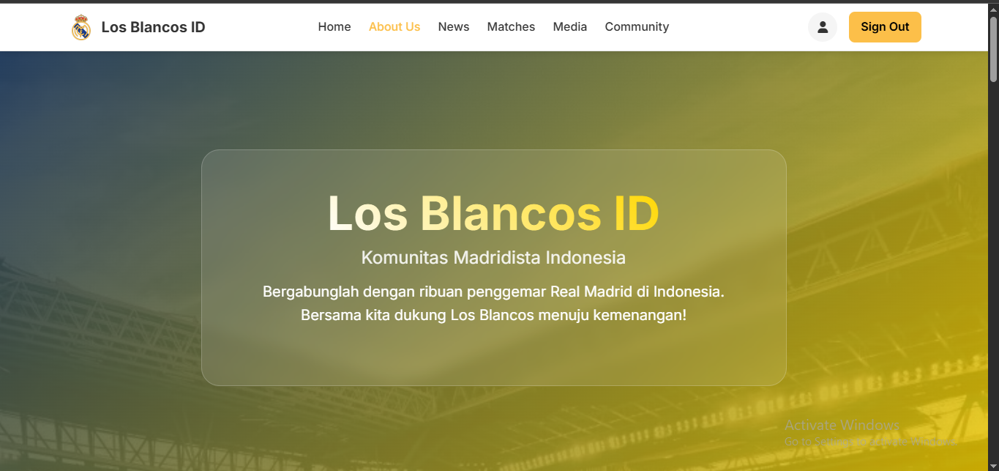 Los Blancos ID
Home
About Us
News
Matches
Media
Community
Sign Out
Los Blancos ID
Komunitas Madridista Indonesia
Bergabunglah dengan ribuan penggemar Real Madrid di Indonesia.
Bersama kita dukung Los Blancos menuju kemenangan!
Activate Windows
Go to Settings to activate Windows.